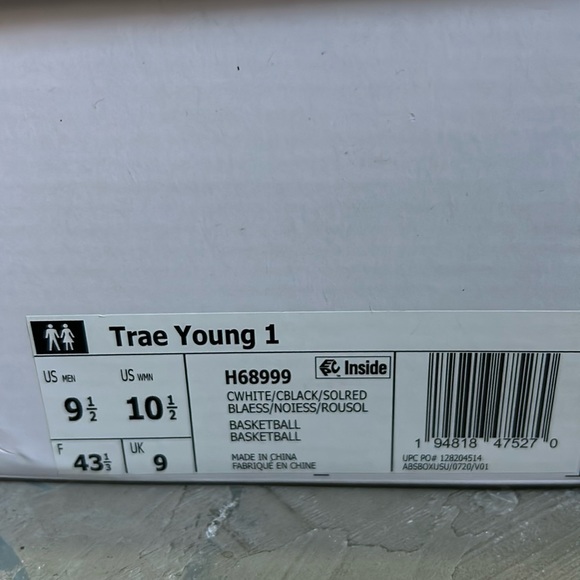 Trae Young 1
US MEN
9 1/2
US WMN
10 1/2
F
43 1/3
UK
9
H68999
Inside
CWHITE/CBLACK/SOLRED
BLAESS/NOIESS/ROUSOL
BASKETBALL
BASKETBALL
MADE IN CHINA
FABRIQUÉ EN CHINE
1 94818 47527 0
UPC PO# 128204514
ABSBOXUSU/0720/V01